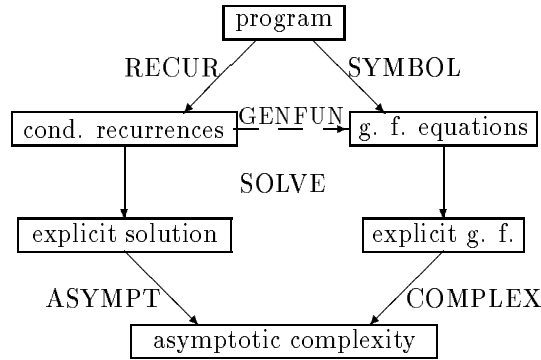 program
RECUR SYMBOL
GENFUN
cond. recurrences g. f. equations
SOLVE
explicit solution explicit g. f.
ASYMPT COMPLEX
asymptotic complexity